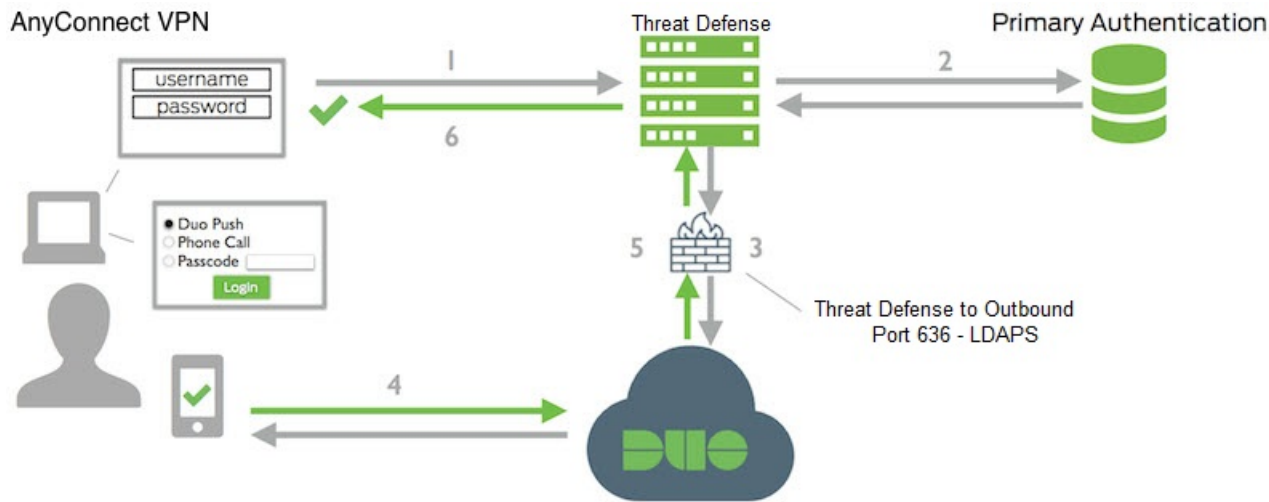 AnyConnect VPN
Threat Defense
Primary Authentication
username
password
1
2
6
Duo Push
Phone Call
Passcode
Login
5
3
Threat Defense to Outbound
Port 636 - LDAPS
4
DUO